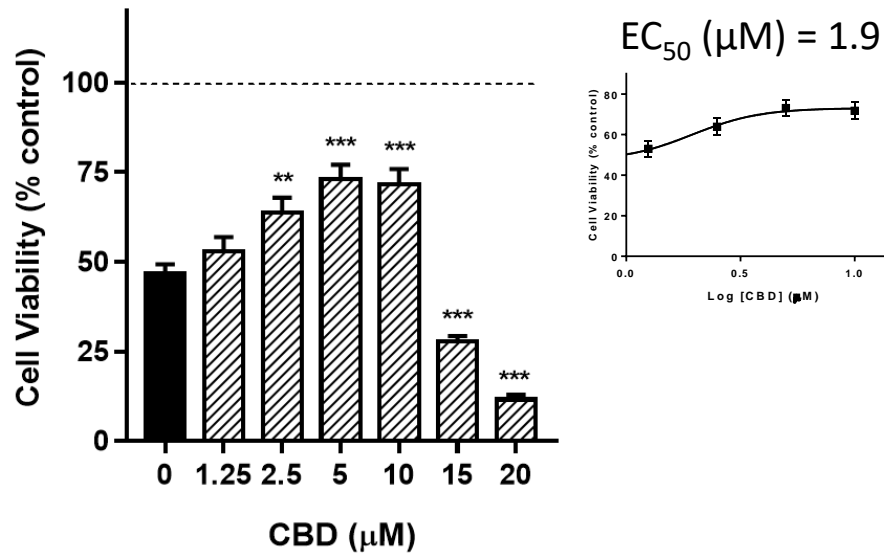 EC50 (μM) = 1.9
Cell Viability (% control)
100
75
50
25
0
**
***
***
***
***
0 1.25 2.5 5 10 15 20
CBD (μM)
Cell Viability (% control)
80
60
40
20
0
0.0 0.5 1.0
Log [CBD] (μM)